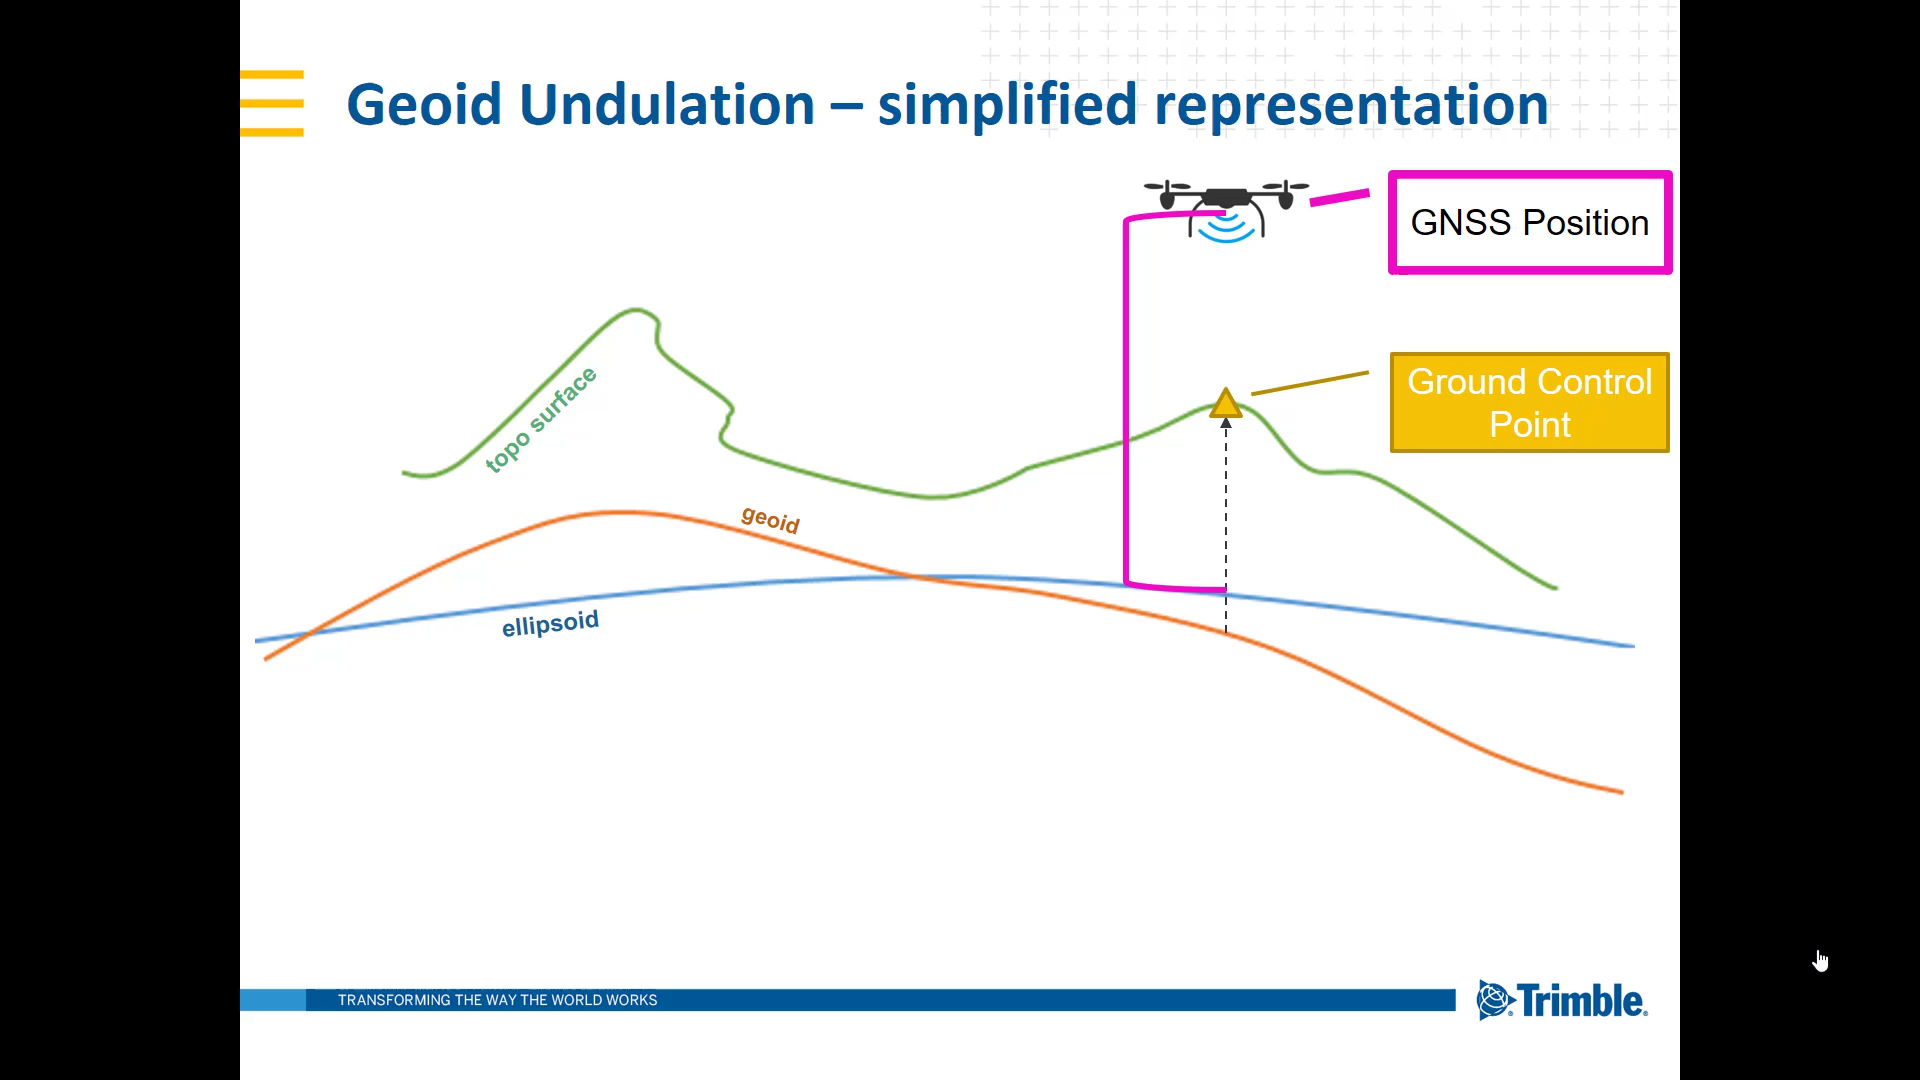 Geoid Undulation – simplified representation
GNSS Position
Ground Control
Point
topo surface
geoid
ellipsoid
TRANSFORMING THE WAY THE WORLD WORKS
Trimble